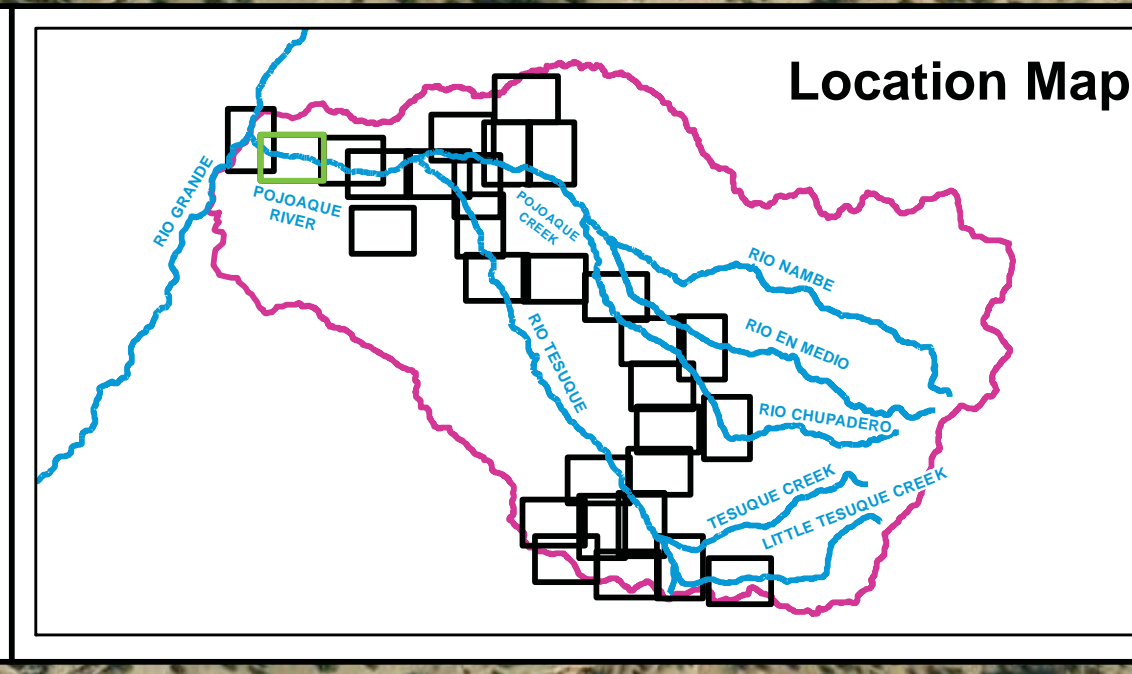 Location Map
RIO GRANDE
POJOAQUE
RIVER
POJOAQUE
CREEK
RIO NAMBE
RIO EN MEDIO
RIO TESUQUE
RIO CHUPADERO
TESUQUE CREEK
LITTLE TESUQUE CREEK